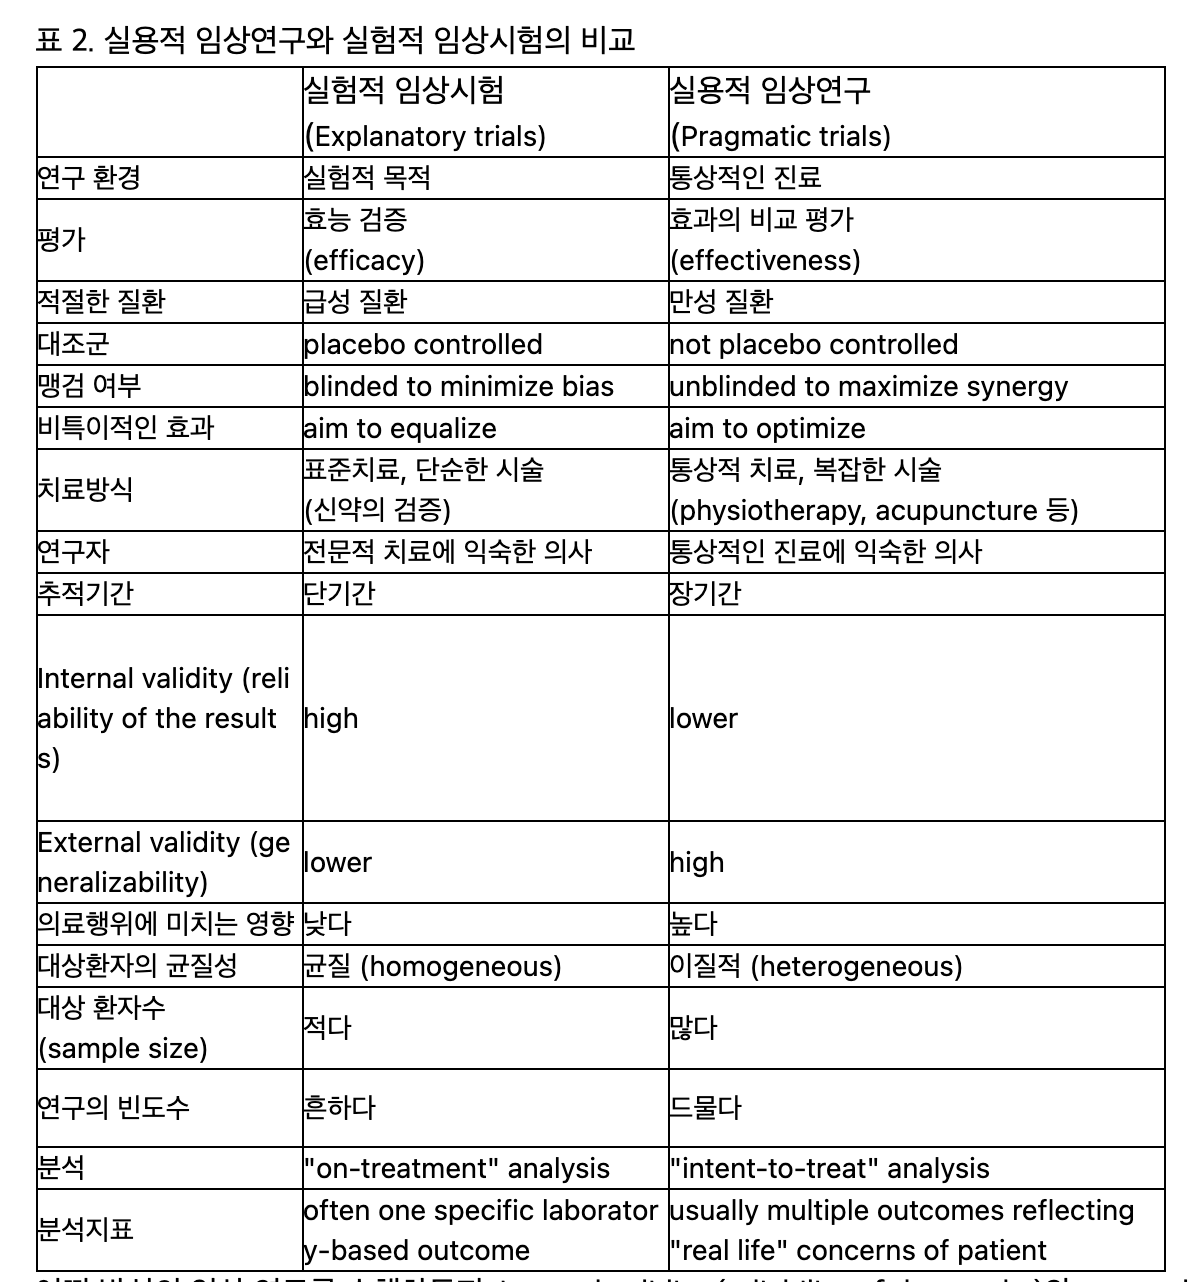 표 2. 실용적 임상연구와 실험적 임상시험의 비교
실험적 임상시험
(Explanatory trials)
실용적 임상연구
(Pragmatic trials)
연구 환경
실험적 목적
통상적인 진료
평가
효능 검증
(efficacy)
효과의 비교 평가
(effectiveness)
적절한 질환
급성 질환
만성 질환
대조군
placebo controlled
not placebo controlled
맹검 여부
blinded to minimize bias
unblinded to maximize synergy
비특이적인 효과
aim to equalize
aim to optimize
치료방식
표준치료, 단순한 시술
(신약의 검증)
통상적 치료, 복잡한 시술
(physiotherapy, acupuncture 등)
연구자
전문적 치료에 익숙한 의사
통상적인 진료에 익숙한 의사
추적기간
단기간
장기간
Internal validity (reli
ability of the result
s)
high
lower
External validity (ge
neralizability)
lower
high
의료행위에 미치는 영향
낮다
높다
대상환자의 균질성
균질 (homogeneous)
이질적 (heterogeneous)
대상 환자수
(sample size)
적다
많다
연구의 빈도수
흔하다
드물다
분석
"on-treatment" analysis
"intent-to-treat" analysis
분석지표
often one specific laborator
y-based outcome
usually multiple outcomes reflecting
"real life" concerns of patient